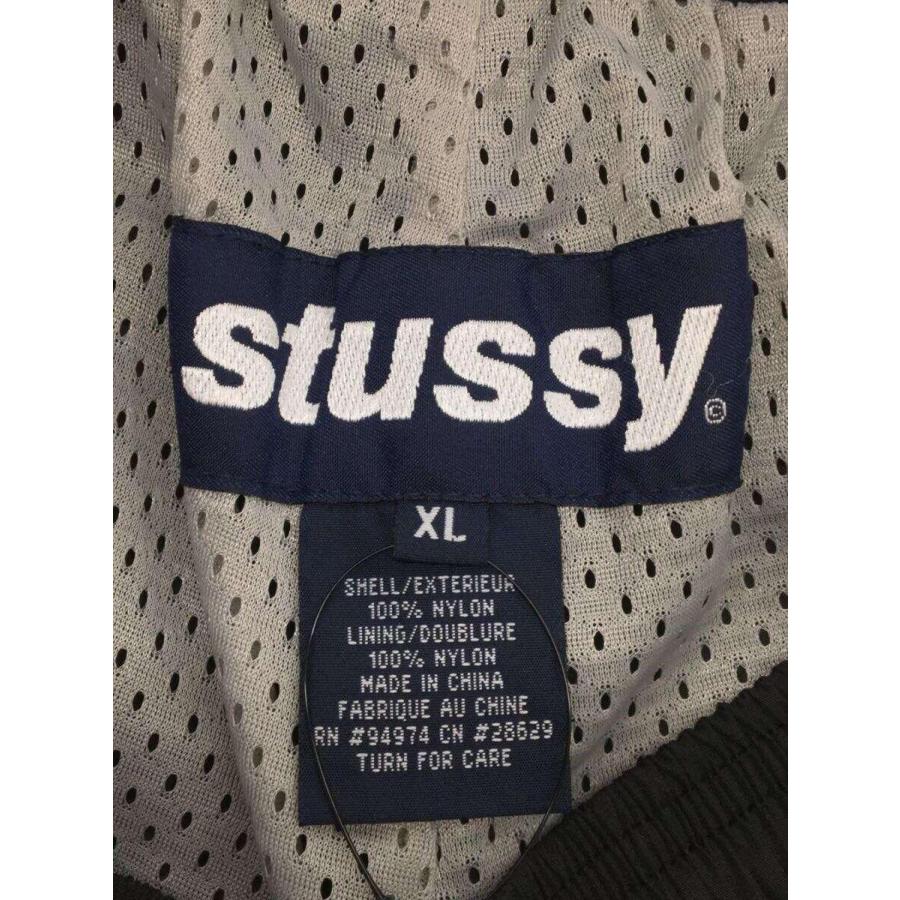 stussy ©
XL
SHELL/EXTERIEUR
100% NYLON
LINING/DOUBLURE
100% NYLON
MADE IN CHINA
FABRIQUE AU CHINE
RN #94974 CN #28629
TURN FOR CARE